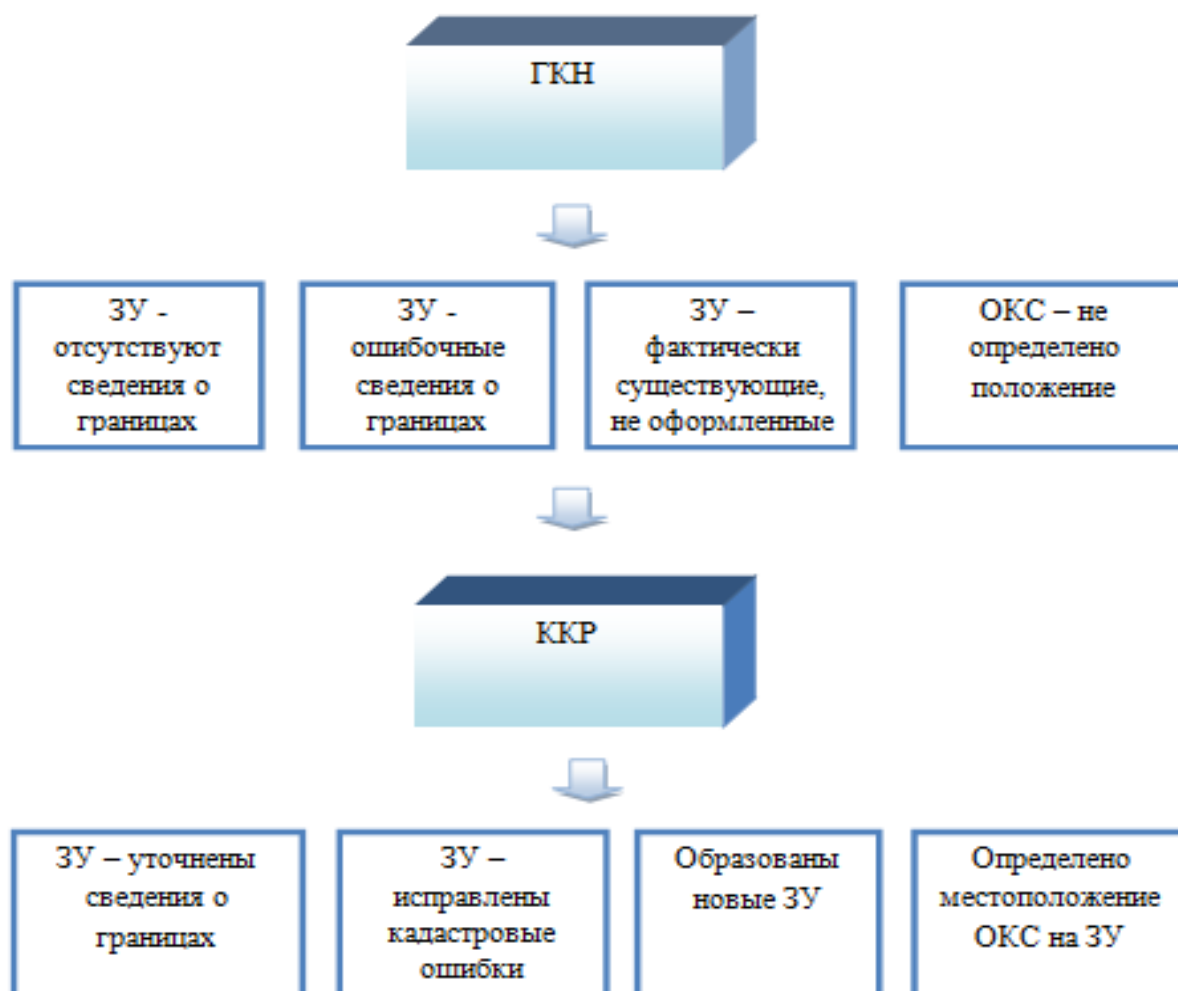 ГКН
ЗУ -
отсутствуют
сведения о
границах
ЗУ -
ошибочные
сведения о
границах
ЗУ –
фактически
существующие,
не оформленные
ОКС – не
определено
положение
ККР
ЗУ – уточнены
сведения о
границах
ЗУ –
исправлены
кадастровые
ошибки
Образованы
новые ЗУ
Определено
местоположение
ОКС на ЗУ